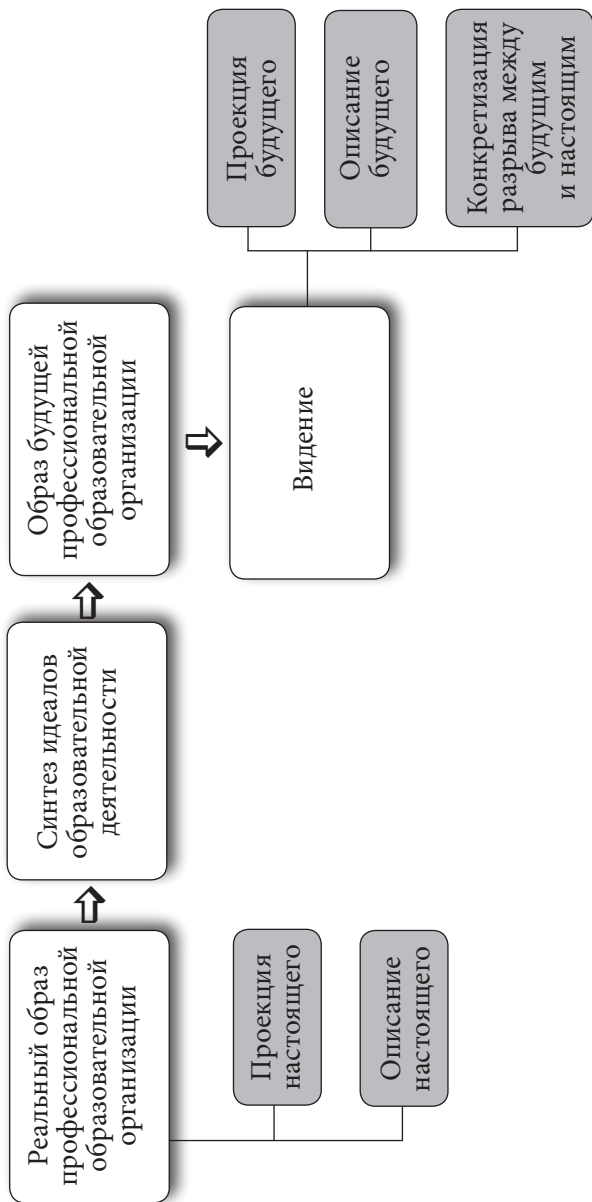 Реальный образ
профессиональной
образовательной
организации
Проекция
настоящего
Описание
настоящего
Синтез идеалов
образовательной
деятельности
Образ будущей
профессиональной
образовательной
организации
Видение
Проекция
будущего
Описание
будущего
Конкретизация
разрыва между
будущим
и настоящим